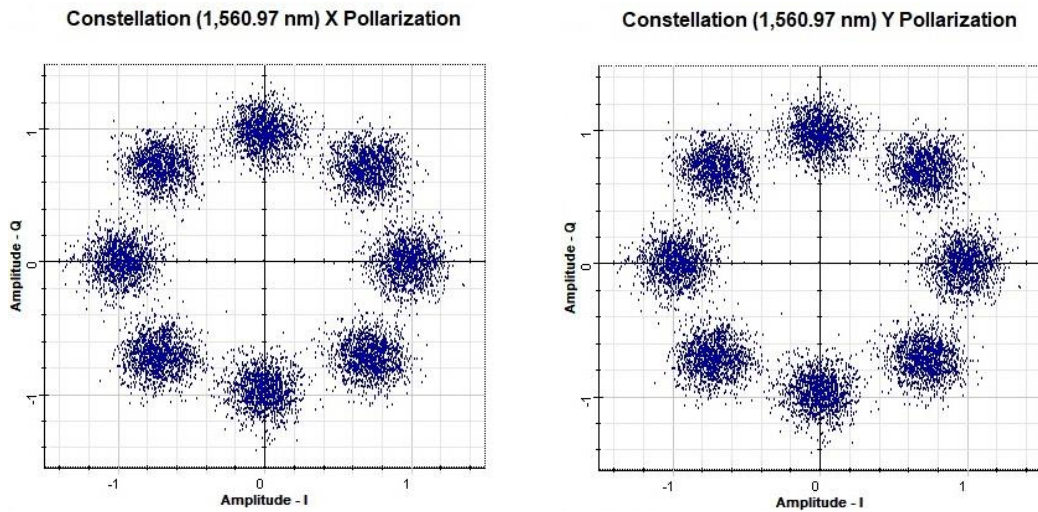 Constellation (1,560.97 nm) X Pollarization
Constellation (1,560.97 nm) Y Pollarization
Amplitude - Q
1
0
-1
-1
0
1
Amplitude - I
Amplitude - Q
1
0
-1
-1
0
1
Amplitude - I